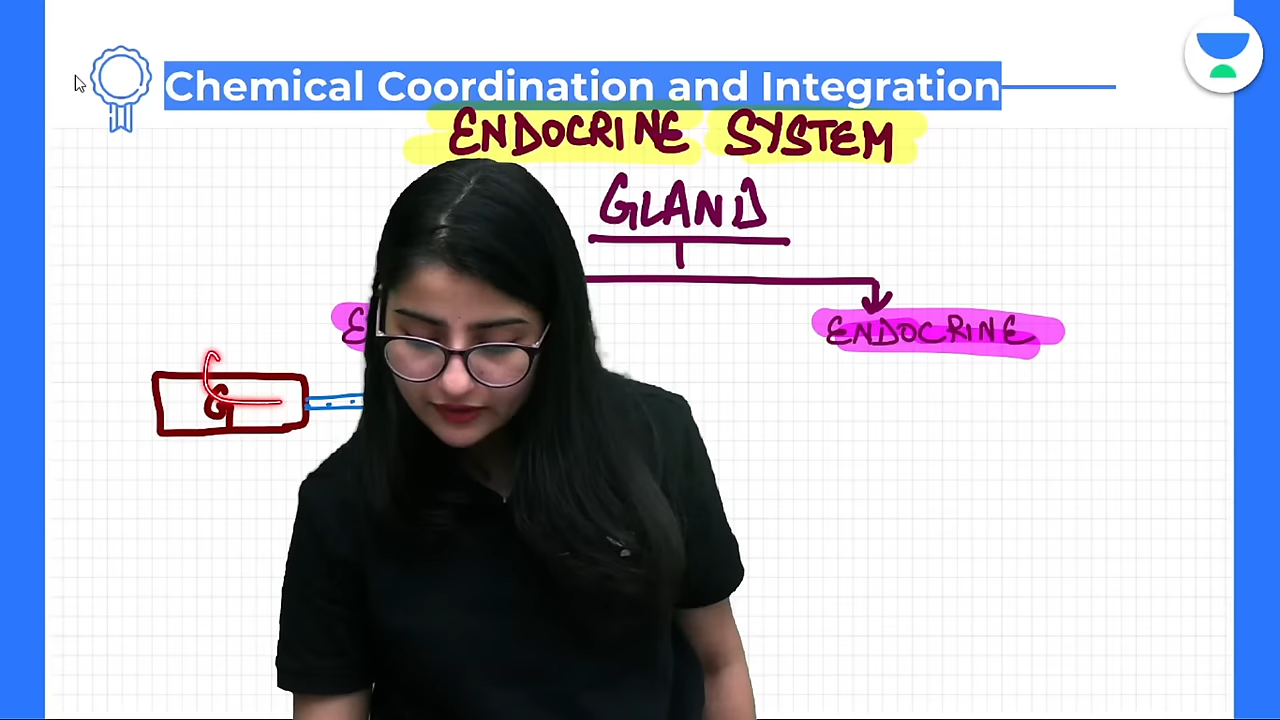 Chemical Coordination and Integration
ENDOCRINE SYSTEM
GLAND
E
ENDOCRINE
G